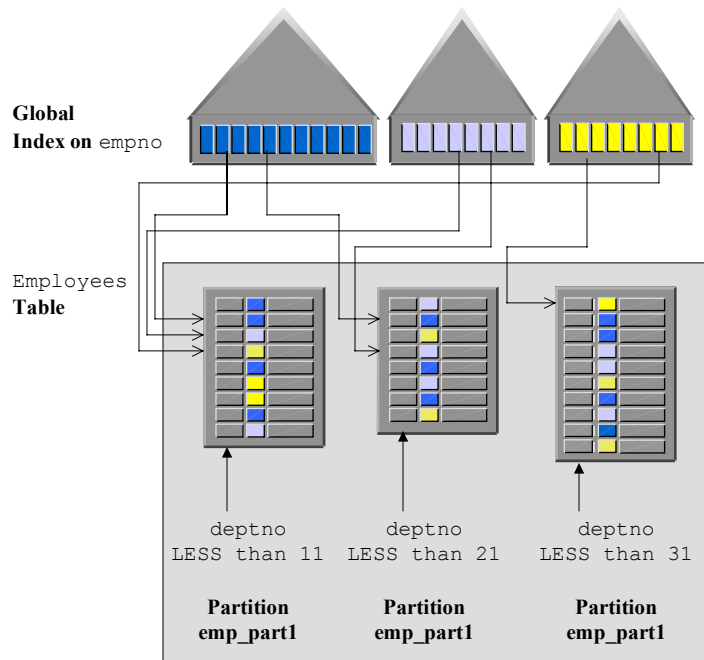 Global
Index on empno
Employees
Table
deptno
LESS than 11
deptno
LESS than 21
deptno
LESS than 31
Partition
emp_part1
Partition
emp_part1
Partition
emp_part1